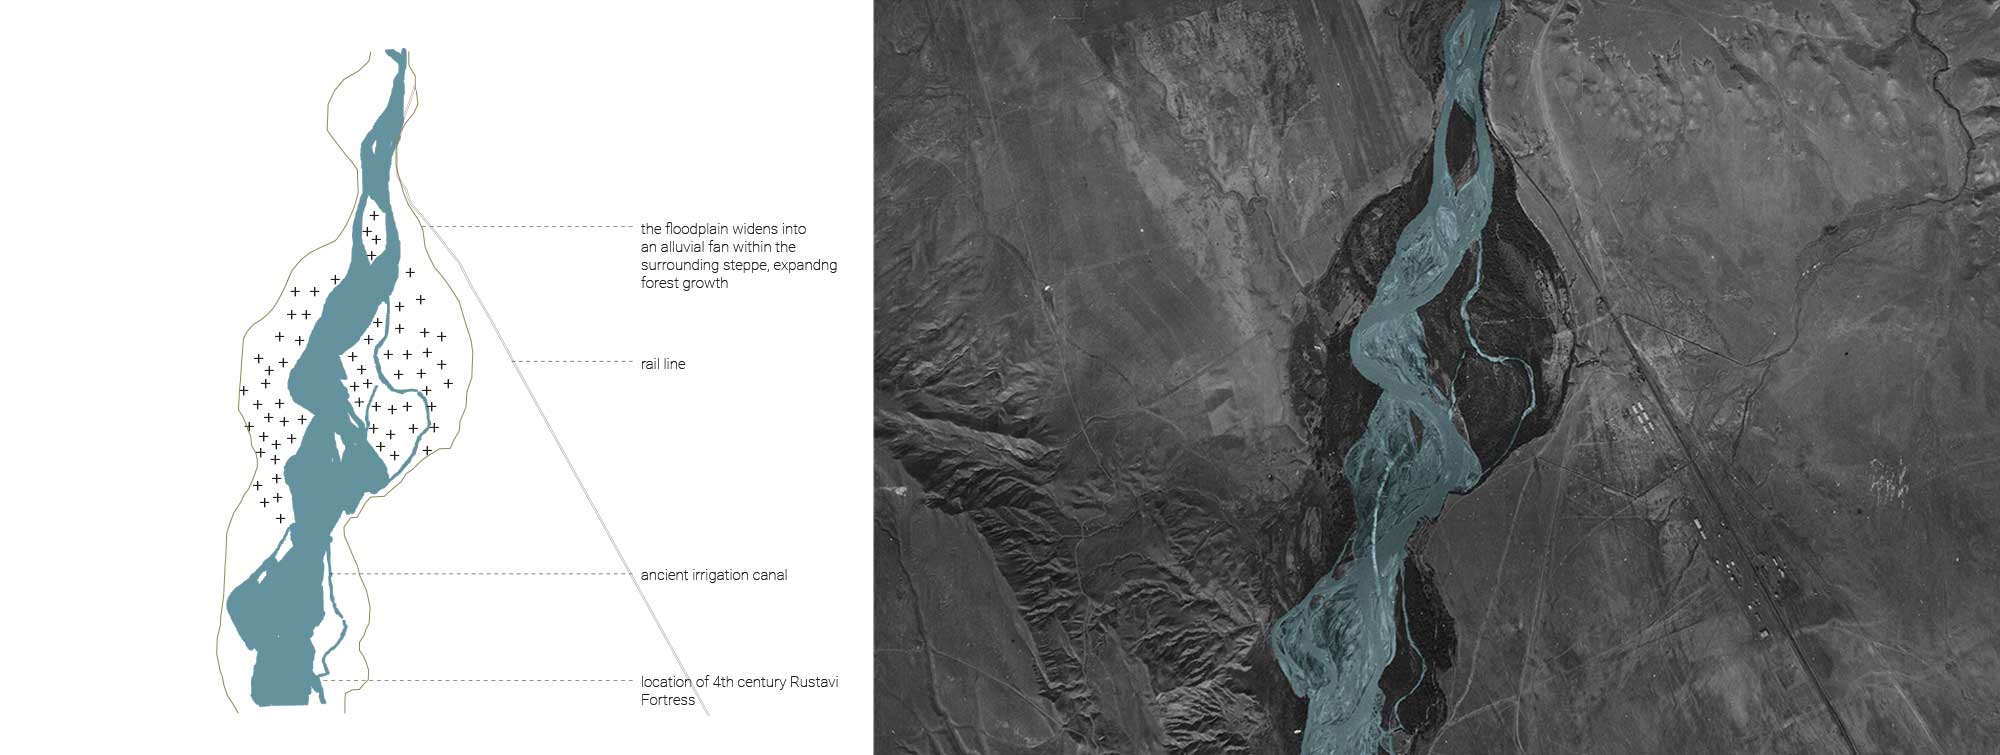 the floodplain widens into
an alluvial fan within the
surrounding steppe, expandng
forest growth
rail line
ancient irrigation canal
location of 4th century Rustavi
Fortress